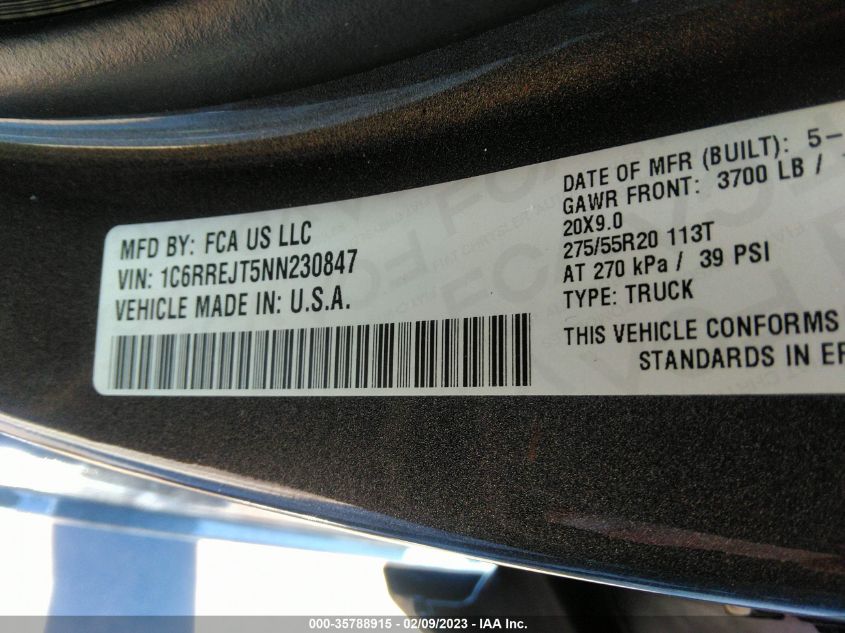 MFD BY: FCA US LLC
VIN: 1C6RREJT5NN230847
VEHICLE MADE IN: U.S.A.
DATE OF MFR (BUILT): 5-
GAWR FRONT: 3700 LB /
20X9.0
275/55R20 113T
AT 270 kPa / 39 PSI
TYPE: TRUCK
THIS VEHICLE CONFORMS
STANDARDS IN
000-35788915 - 02/09/2023 - IAA Inc.